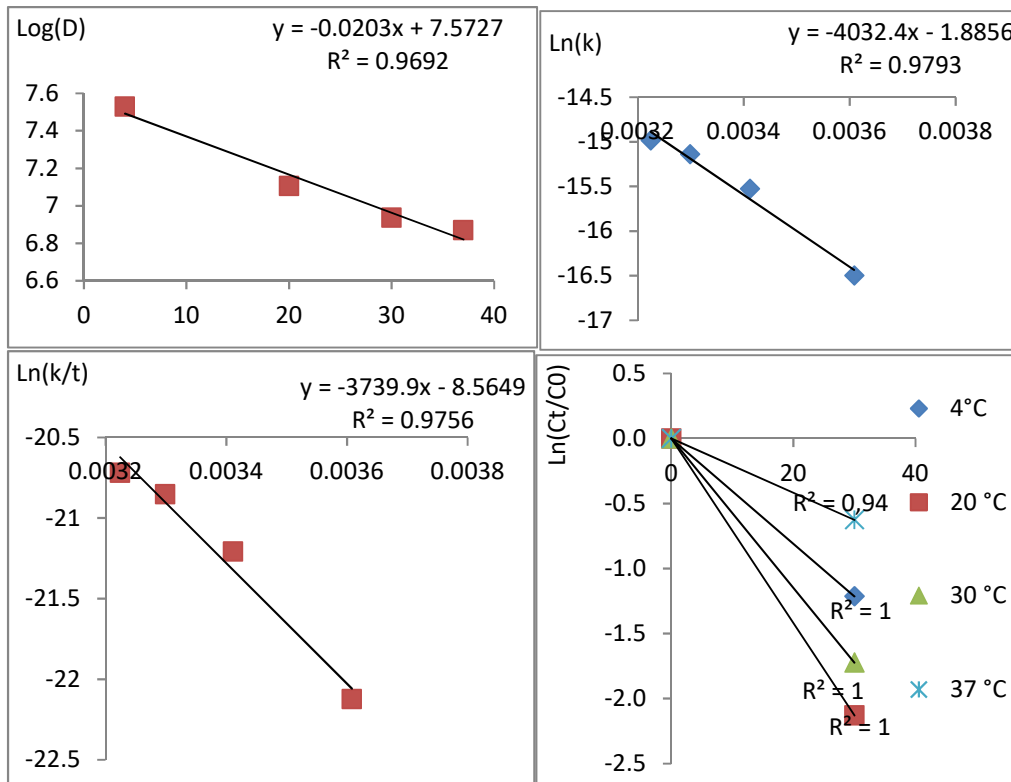 Log(D)
y = -0.0203x + 7.5727
R² = 0.9692
7.6
7.4
7.2
7
6.8
6.6
0 10 20 30 40
Ln(k)
y = -4032.4x - 1.8856
R² = 0.9793
-14.5
0.0032 0.0034 0.0036 0.0038
-15
-15.5
-16
-16.5
-17
Ln(k/t)
y = -3739.9x - 8.5649
R² = 0.9756
-20.5
0.0032 0.0034 0.0036 0.0038
-21
-21.5
-22
-22.5
Ln(Ct/C0)
0.5
0.0
0 20 40
-0.5
-1.0
-1.5
-2.0
-2.5
R² = 0,94
R² = 1
R² = 1
R² = 1
4°C
20 °C
30 °C
37 °C